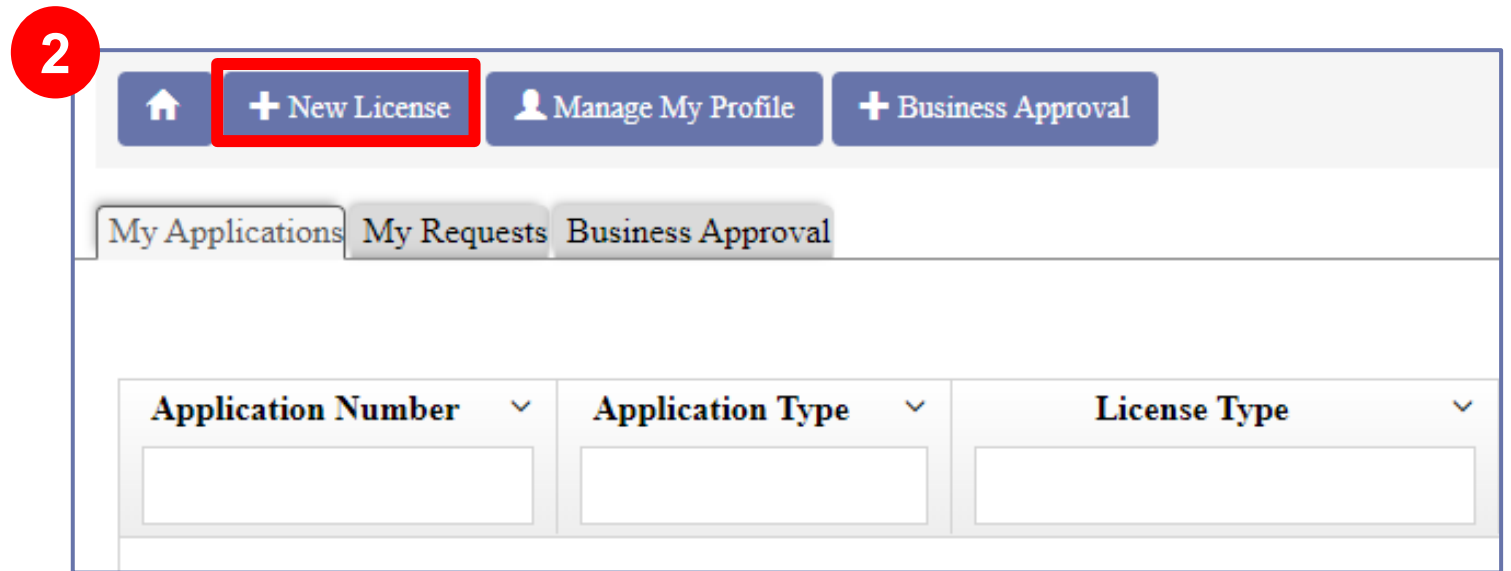 2
New License Manage My Profile Business Approval
My Applications My Requests Business Approval
Application Number Application Type License Type